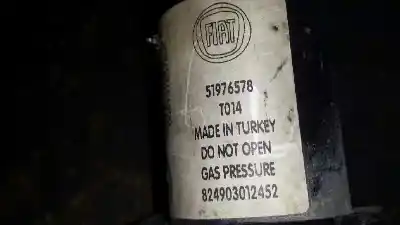 FIAT
51976578
T014
MADE IN TURKEY
DO NOT OPEN
GAS PRESSURE
824903012452